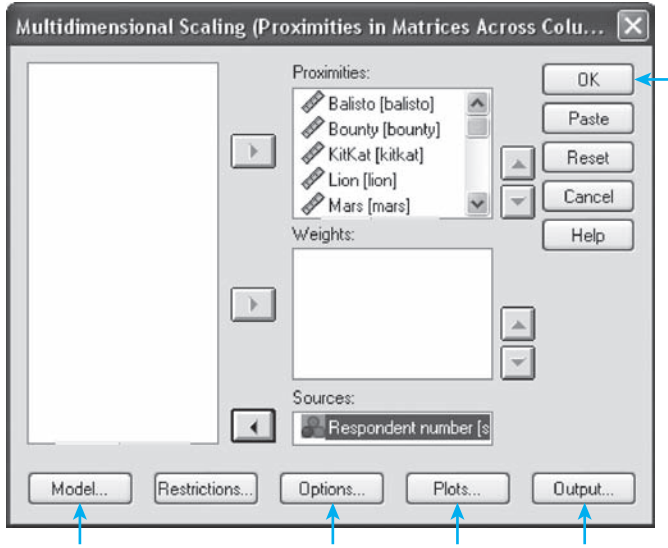 Multidimensional Scaling (Proximities in Matrices Across Colu...
Proximities:
Balisto [balisto]
Bounty [bounty]
KitKat [kitkat]
Lion [lion]
Mars [mars]
Weights:
Sources:
Respondent number [s
OK
Paste
Reset
Cancel
Help
Model...
Restrictions...
Options...
Plots...
Output...